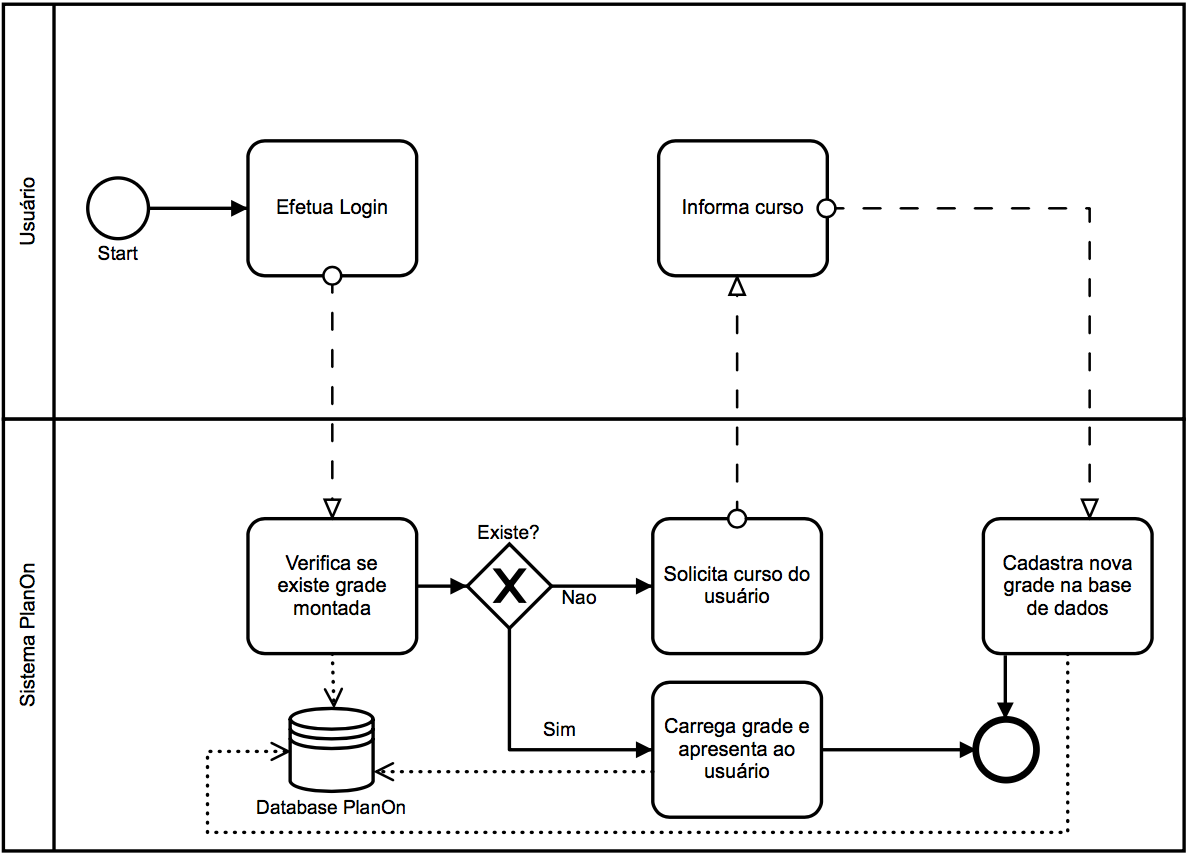 Usuário
Start
Efetua Login
Informa curso
Sistema PlanOn
Verifica se
existe grade
montada
Existe?
Nao
Sim
Solicita curso do
usuário
Cadastra nova
grade na base
de dados
Carrega grade e
apresenta ao
usuário
Database PlanOn